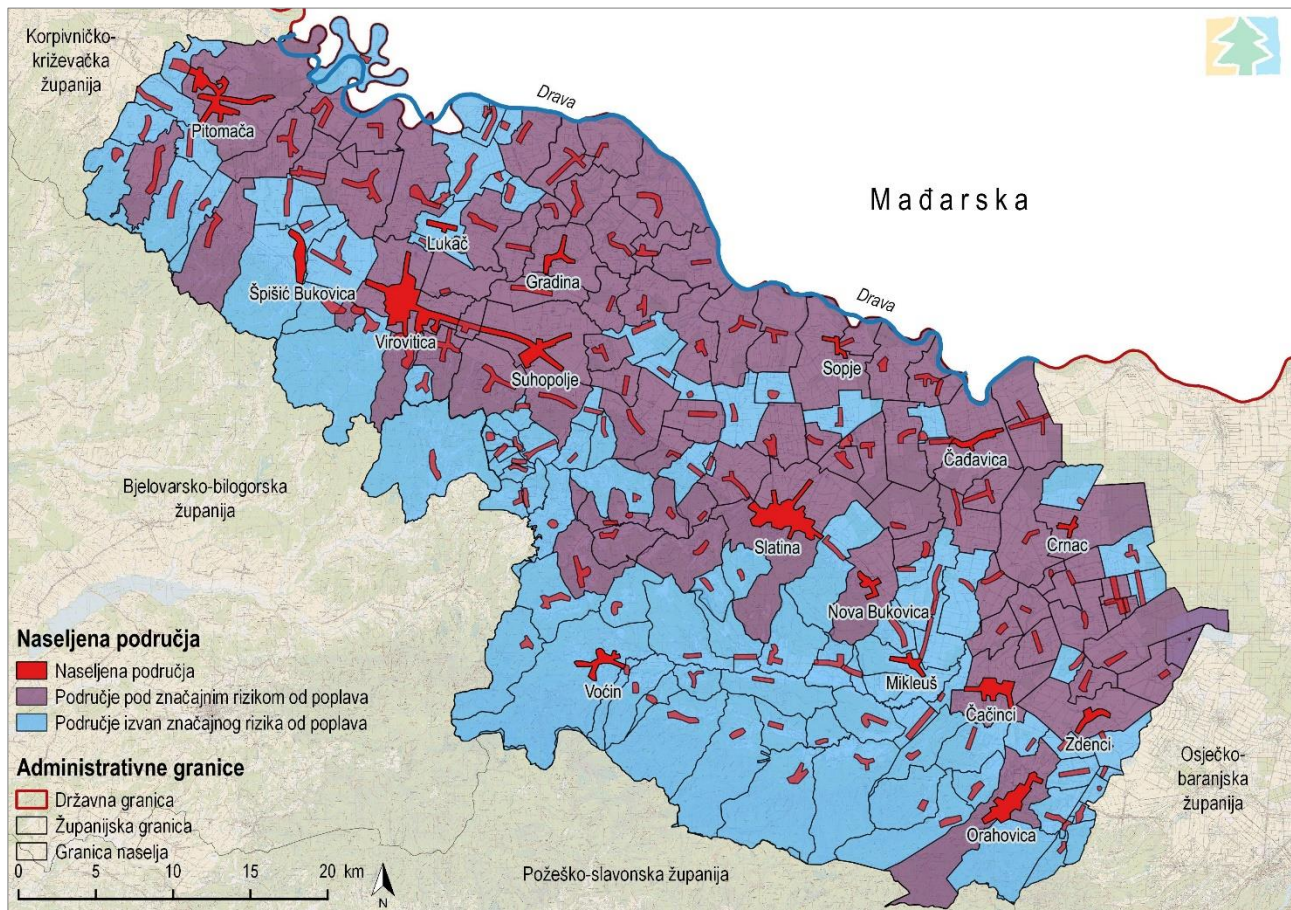 Korpivničko-
križevačka
županija
Drava
Pitomača
Mađarska
Lukač
Gradina
Špišić Bukovica
Drava
Virovitica
Suhopolje
Sopje
Čađavica
Bjelovarsko-bilogorska
županija
Slatina
Crnac
Nova Bukovica
Voćin
Mikleuš
Čačinci
Zdenci
Osječko-
baranjska
županija
Orahovica
Požeško-slavonska županija
Naseljena područja
Naseljena područja
Područje pod značajnim rizikom od poplava
Područje izvan značajnog rizika od poplava
Administrativne granice
Državna granica
Županijska granica
Granica naselja
0 5 10 15 20 km
N